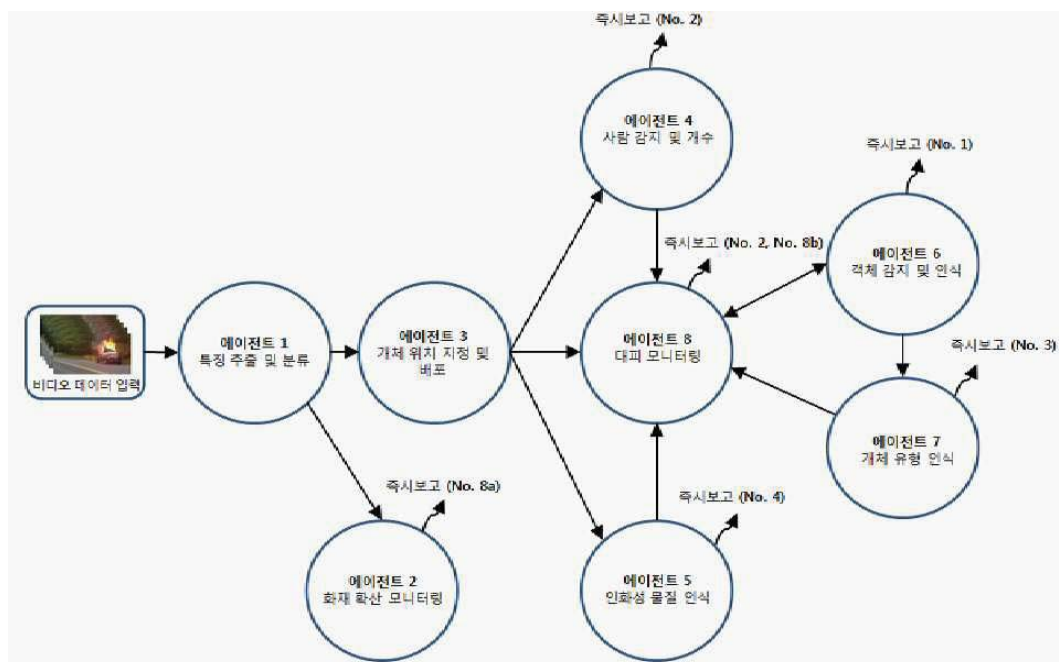 즉시보고 (No. 2)
에이전트 4
사람 감지 및 개수
즉시보고 (No. 1)
에이전트 6
객체 감지 및 인식
즉시보고 (No. 2, No. 8b)
비디오 데이터 입력
에이전트 1
특징 추출 및 분류
에이전트 3
개체 위치 지정 및
배포
에이전트 8
대피 모니터링
즉시보고 (No. 3)
에이전트 7
개체 유형 인식
즉시보고 (No. 8a)
에이전트 2
화재 확산 모니터링
즉시보고 (No. 4)
에이전트 5
인화성 물질 인식